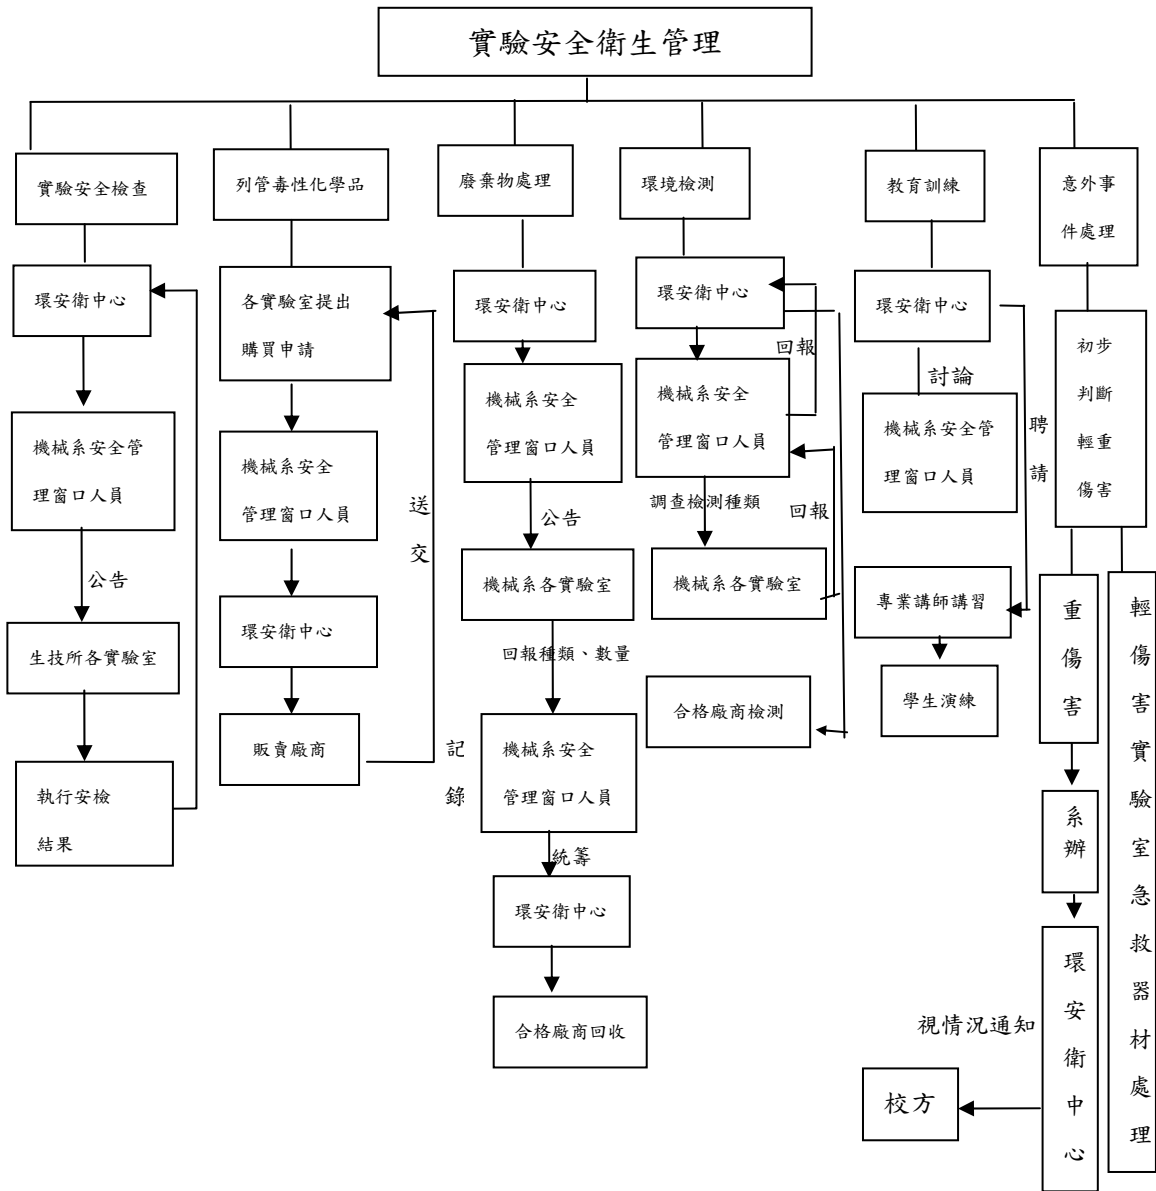 實驗安全衛生管理
實驗安全檢查
環安衛中心
機械系安全管
理窗口人員
公告
生技所各實驗室
執行安檢
結果
列管毒性化學品
各實驗室提出
購買申請
機械系安全
管理窗口人員
環安衛中心
販賣廠商
送
交
廢棄物處理
環安衛中心
機械系安全
管理窗口人員
公告
機械系各實驗室
回報種類、數量
機械系安全
管理窗口人員
記
錄
統籌
環安衛中心
合格廠商回收
環境檢測
環安衛中心
回報
機械系安全
管理窗口人員
調查檢測種類
回報
機械系各實驗室
合格廠商檢測
教育訓練
環安衛中心
討論
機械系安全管
理窗口人員
聘
請
專業講師講習
學生演練
意外事
件處理
初步
判斷
輕重
傷害
重傷害
系辦
環安衛中心
視情況通知
校方
輕傷害實驗室急救器材處理